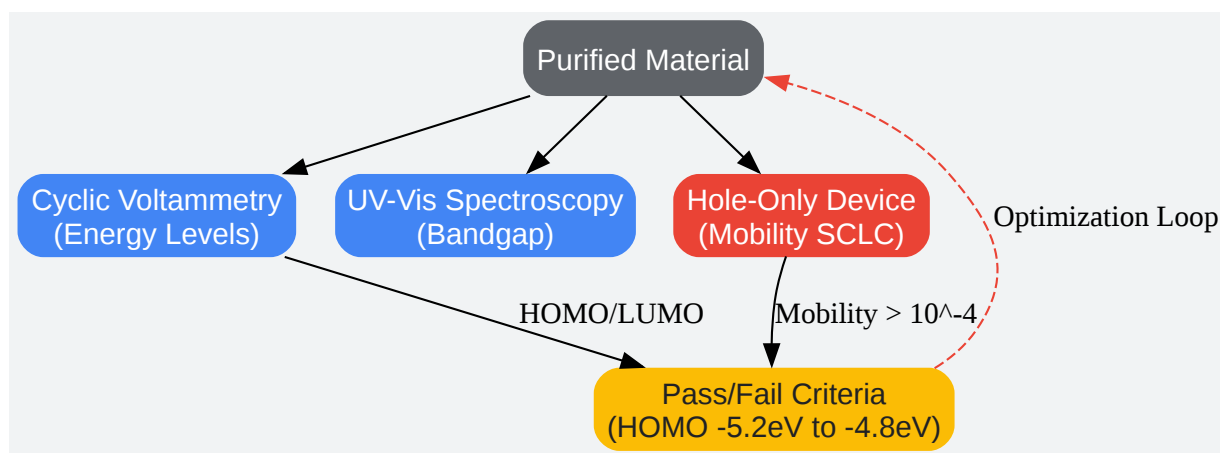 Purified Material
Cyclic Voltammetry
(Energy Levels)
UV-Vis Spectroscopy
(Bandgap)
Hole-Only Device
(Mobility SCLC)
Optimization Loop
HOMO/LUMO
Mobility > 10^-4
Pass/Fail Criteria
(HOMO -5.2eV to -4.8eV)